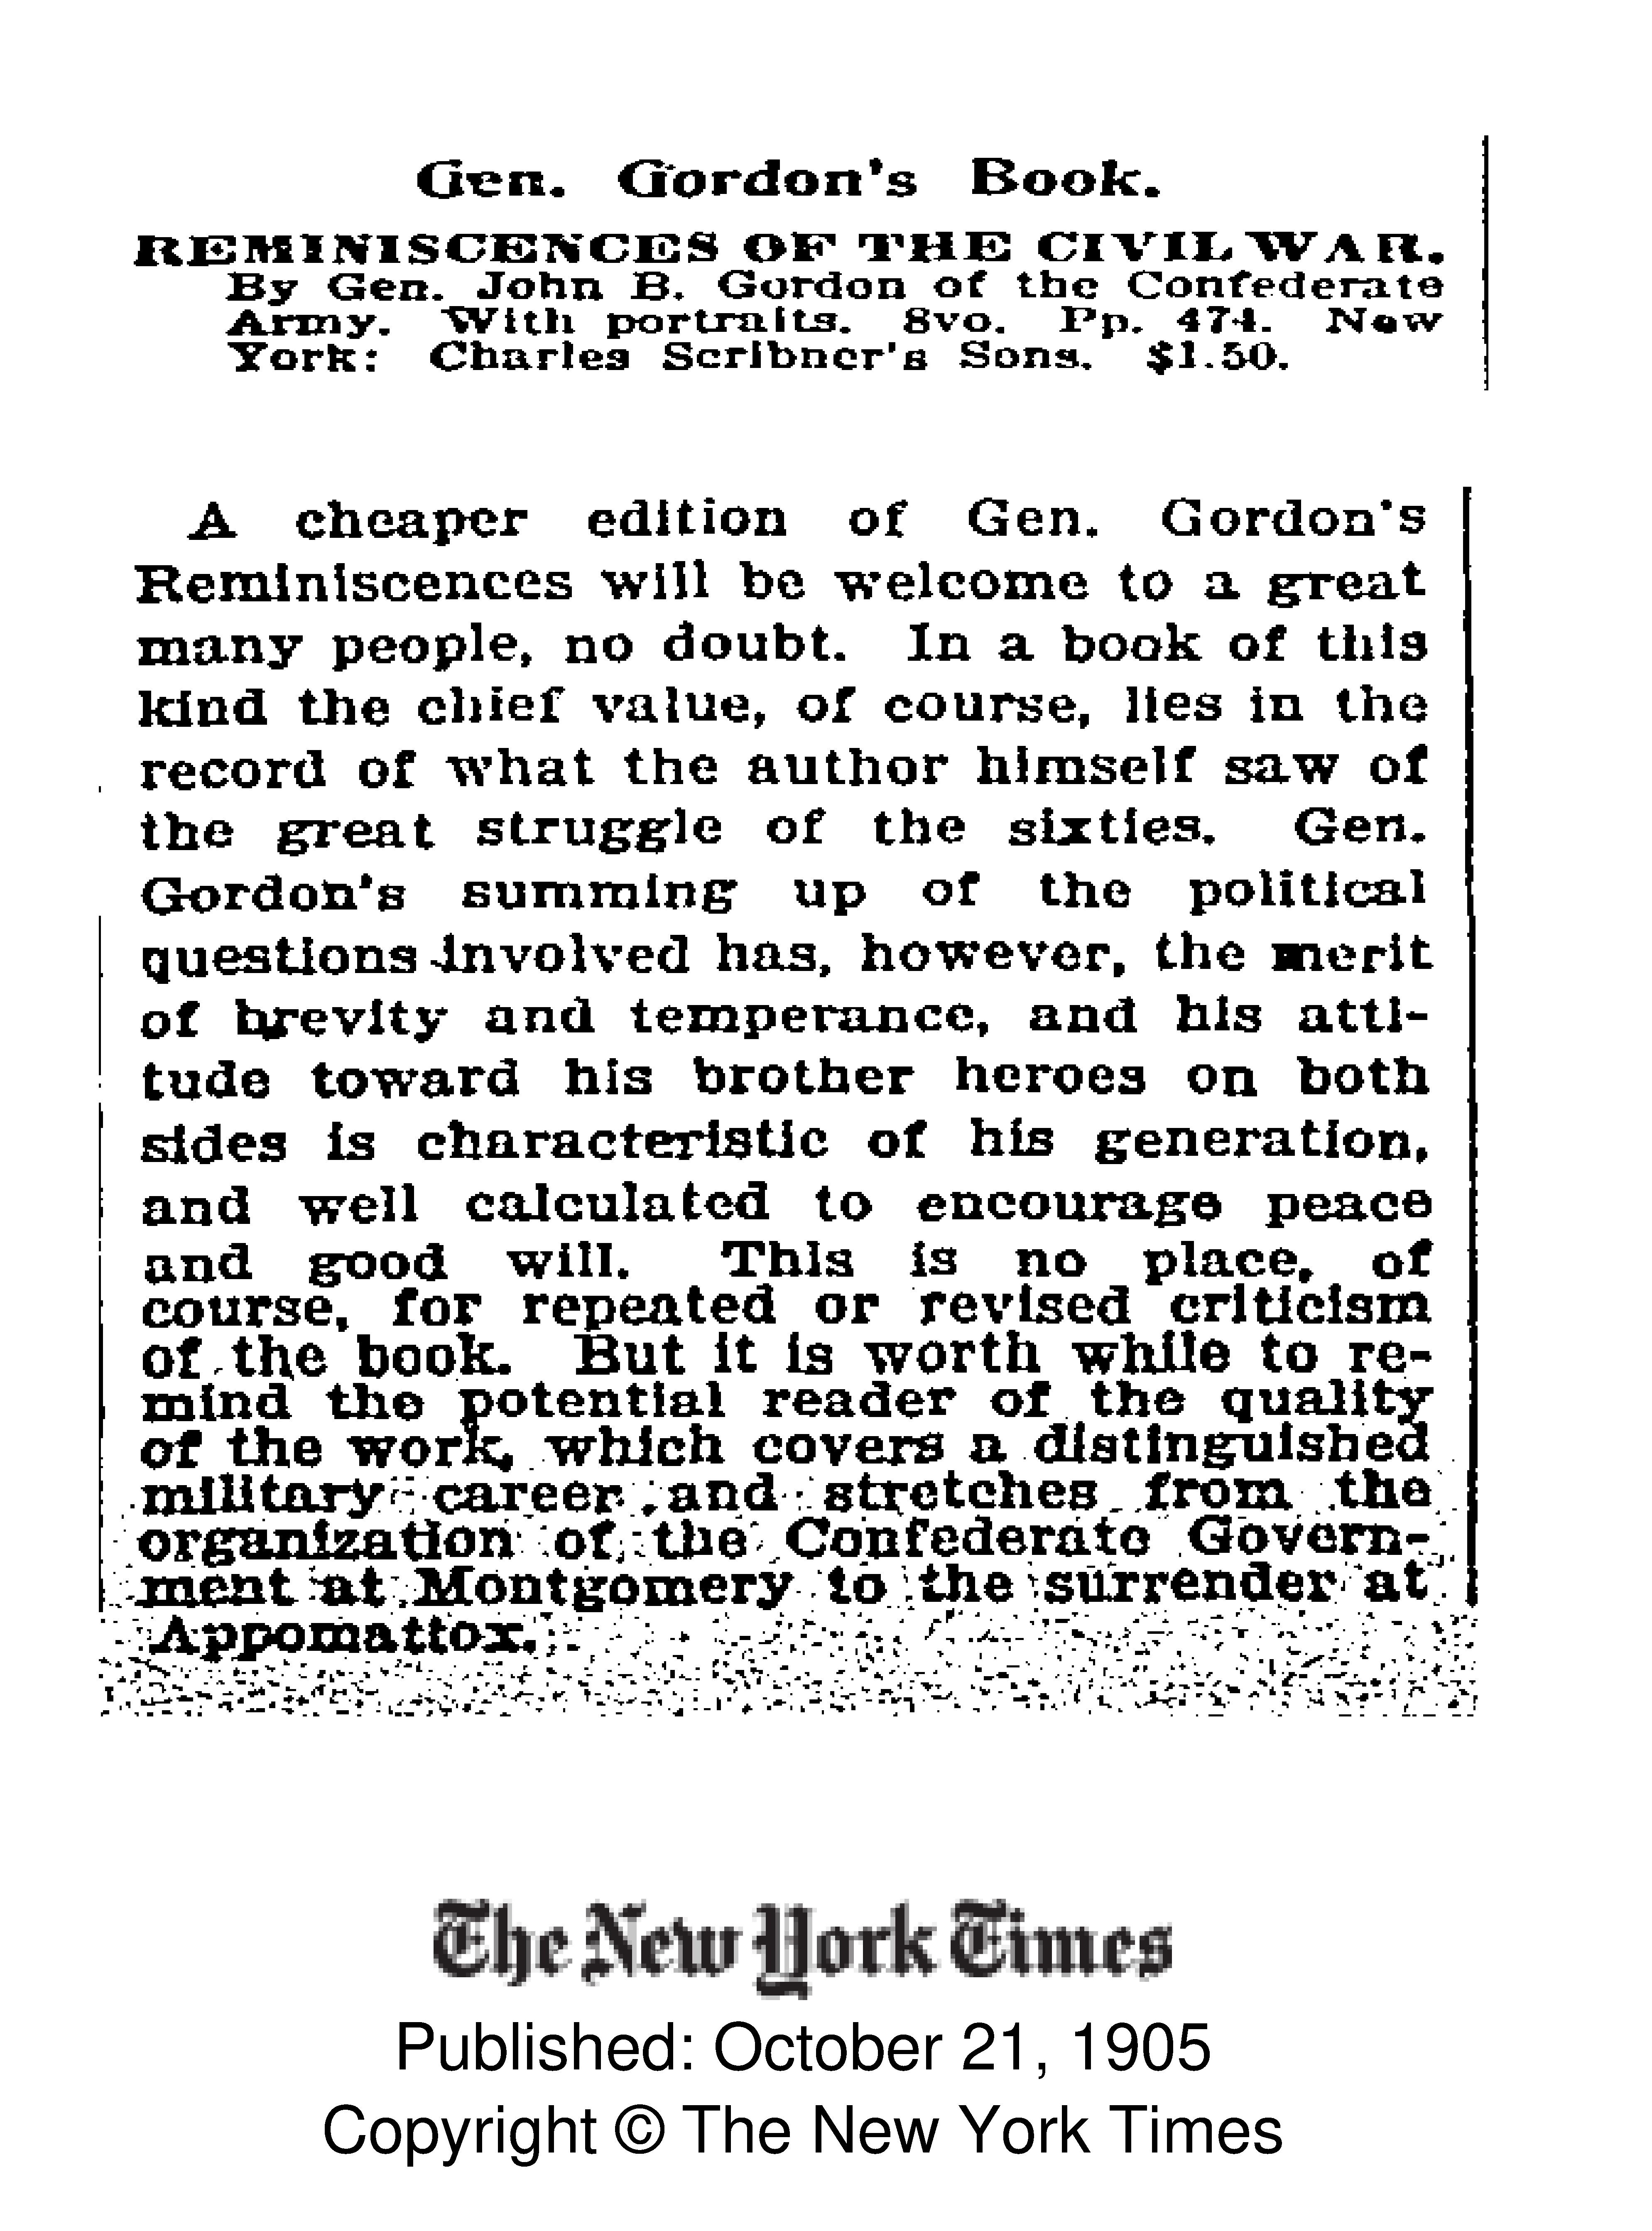 Gen. Gordon's Book.
REMINISCENCES OF THE CIVIL WAR.
By Gen. John B. Gordon of the Confederate
Army. With portraits. 8vo. Pp. 474. New
York: Charles Scribner's Sons. $1.50.
A cheaper edition of Gen. Gordon's
Reminiscences will be welcome to a great
many people, no doubt. In a book of this
kind the chief value, of course, lies in the
record of what the author himself saw of
the great struggle of the sixties. Gen.
Gordon's summing up of the political
questions involved has, however, the merit
of brevity and temperance, and his atti-
tude toward his brother heroes on both
sides is characteristic of his generation,
and well calculated to encourage peace
and good will. This is no place, of
course, for repeated or revised criticism
of the book. But it is worth while to re-
mind the potential reader of the quality
of the work, which covers a distinguished
military career and stretches from the
organization of the Confederate Govern-
ment at Montgomery to the surrender at
Appomattox.
The New York Times
Published: October 21, 1905
Copyright © The New York Times